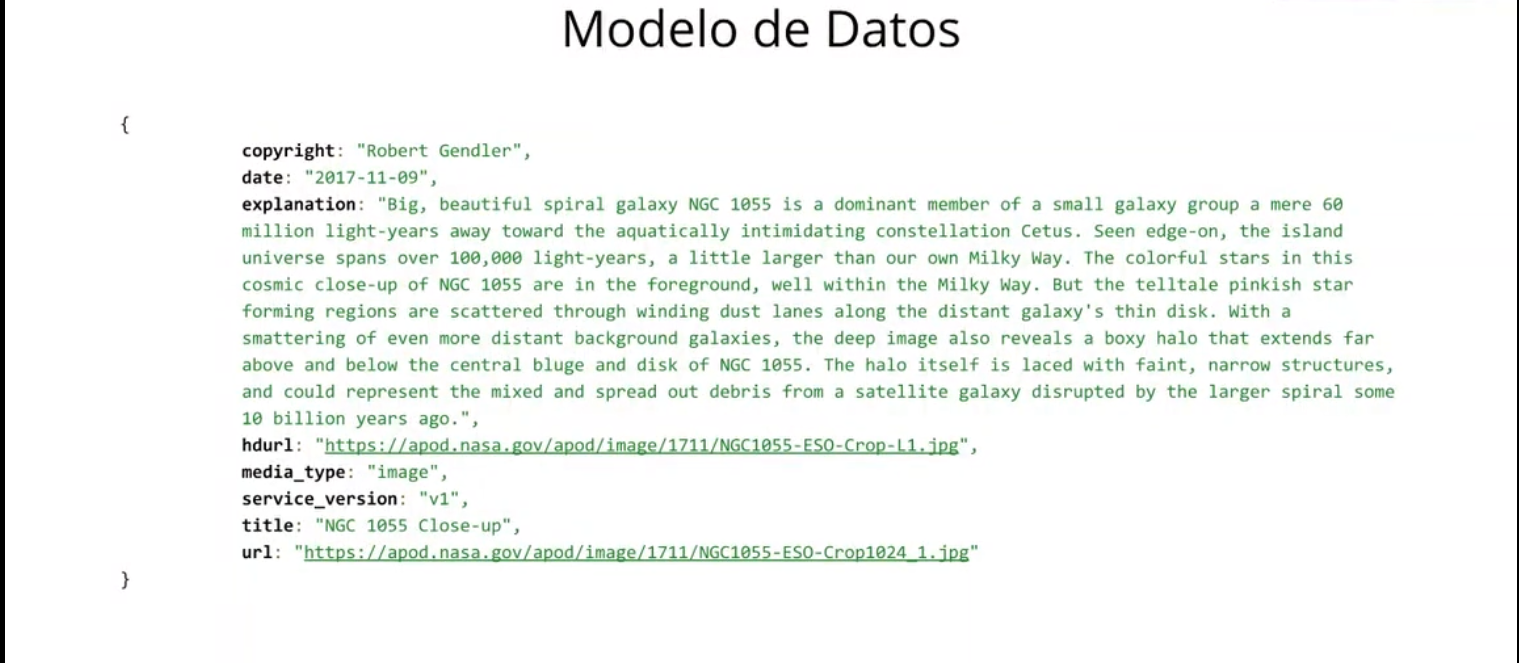 Modelo de Datos
{
copyright: "Robert Gendler",
date: "2017-11-09",
explanation: "Big, beautiful spiral galaxy NGC 1055 is a dominant member of a small galaxy group a mere 60
million light-years away toward the aquatically intimidating constellation Cetus. Seen edge-on, the island
universe spans over 100,000 light-years, a little larger than our own Milky Way. The colorful stars in this
cosmic close-up of NGC 1055 are in the foreground, well within the Milky Way. But the telltale pinkish star
forming regions are scattered through winding dust lanes along the distant galaxy's thin disk. With a
smattering of even more distant background galaxies, the deep image also reveals a boxy halo that extends far
above and below the central bluge and disk of NGC 1055. The halo itself is laced with faint, narrow structures,
and could represent the mixed and spread out debris from a satellite galaxy disrupted by the larger spiral some
10 billion years ago.",
hdurl: "https://apod.nasa.gov/apod/image/1711/NGC1055-ESO-Crop-L1.jpg",
media_type: "image",
service_version: "v1",
title: "NGC 1055 Close-up",
url: "https://apod.nasa.gov/apod/image/1711/NGC1055-ESO-Crop1024_1.jpg"
}